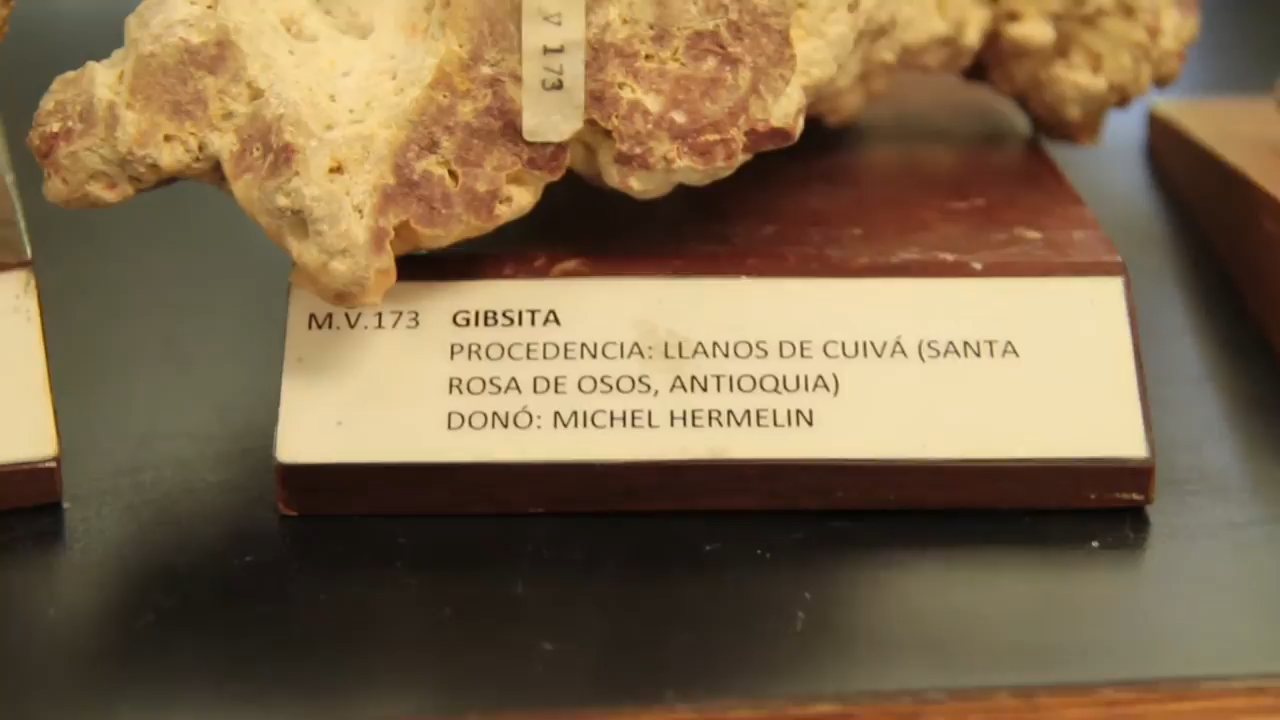 V 173
M.V.173 GIBSITA
PROCEDENCIA: LLANOS DE CUIVÁ (SANTA
ROSA DE OSOS, ANTIOQUIA)
DONÓ: MICHEL HERMELIN